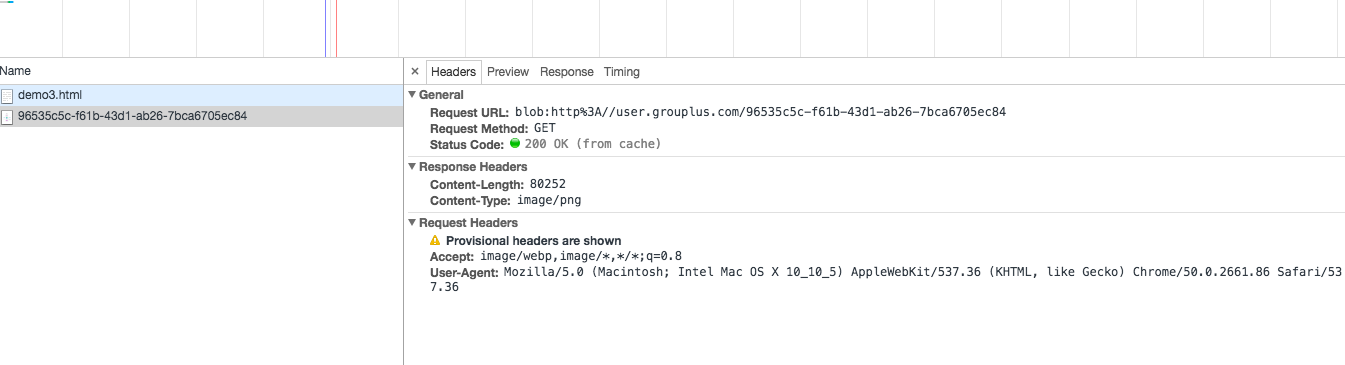 Name
demo3.html
96535c5c-f61b-43d1-ab26-7bca6705ec84
× Headers Preview Response Timing
▼ General
Request URL: blob:http%3A//user.grouplus.com/96535c5c-f61b-43d1-ab26-7bca6705ec84
Request Method: GET
Status Code: 200 OK (from cache)
▼ Response Headers
Content-Length: 80252
Content-Type: image/png
▼ Request Headers
Provisional headers are shown
Accept: image/webp,image/*,*/*;q=0.8
User-Agent: Mozilla/5.0 (Macintosh; Intel Mac OS X 10_10_5) AppleWebKit/537.36 (KHTML, like Gecko) Chrome/50.0.2661.86 Safari/53
7.36